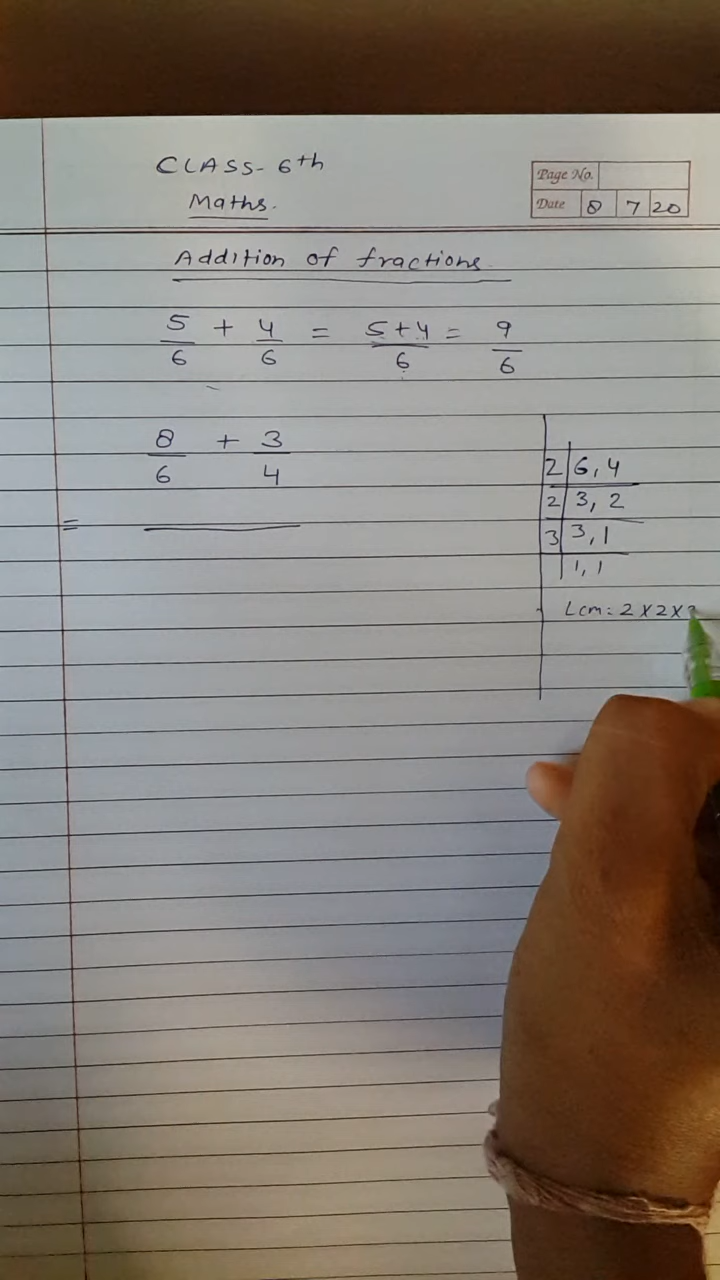 CLASS- 6th
Maths.
Page No.
Date 8 7 20
Addition of fractions.
5/6 + 4/6 = 5+4/6 = 9/6
8/6 + 3/4
=
2 | 6, 4
2 | 3, 2
3 | 3, 1
1, 1
Lcm: 2 X 2 X